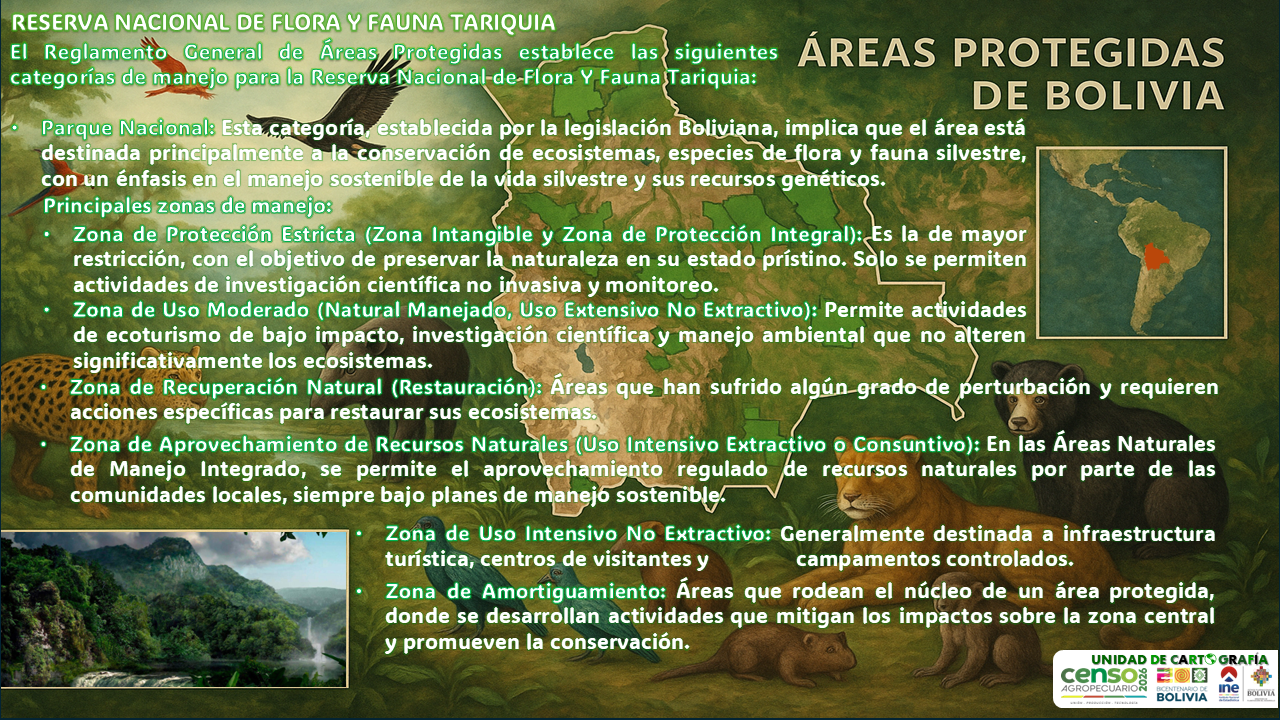 RESERVA NACIONAL DE FLORA Y FAUNA TARIQUIA
El Reglamento General de Áreas Protegidas establece las siguientes
categorías de manejo para la Reserva Nacional de Flora Y Fauna Tariquia:
ÁREAS PROTEGIDAS
DE BOLIVIA
• Parque Nacional: Esta categoría, establecida por la legislación Boliviana, implica que el área está
destinada principalmente a la conservación de ecosistemas, especies de flora y fauna silvestre,
con un énfasis en el manejo sostenible de la vida silvestre y sus recursos genéticos.
Principales zonas de manejo:
• Zona de Protección Estricta (Zona Intangible y Zona de Protección Integral): Es la de mayor
restricción, con el objetivo de preservar la naturaleza en su estado prístino. Solo se permiten
actividades de investigación científica no invasiva y monitoreo.
• Zona de Uso Moderado (Natural Manejado, Uso Extensivo No Extractivo): Permite actividades
de ecoturismo de bajo impacto, investigación científica y manejo ambiental que no alteren
significativamente los ecosistemas.
• Zona de Recuperación Natural (Restauración): Áreas que han sufrido algún grado de perturbación y requieren
acciones específicas para restaurar sus ecosistemas.
• Zona de Aprovechamiento de Recursos Naturales (Uso Intensivo Extractivo o Consuntivo): En las Áreas Naturales
de Manejo Integrado, se permite el aprovechamiento regulado de recursos naturales por parte de las
comunidades locales, siempre bajo planes de manejo sostenible.
• Zona de Uso Intensivo No Extractivo: Generalmente destinada a infraestructura
turística, centros de visitantes y campamentos controlados.
• Zona de Amortiguamiento: Áreas que rodean el núcleo de un área protegida,
donde se desarrollan actividades que mitigan los impactos sobre la zona central
y promueven la conservación.
UNIDAD DE CARTOGRAFÍA
censo
AGROPECUARIO
2026
BICENTENARIO DE
BOLIVIA
ine
BOLIVIA